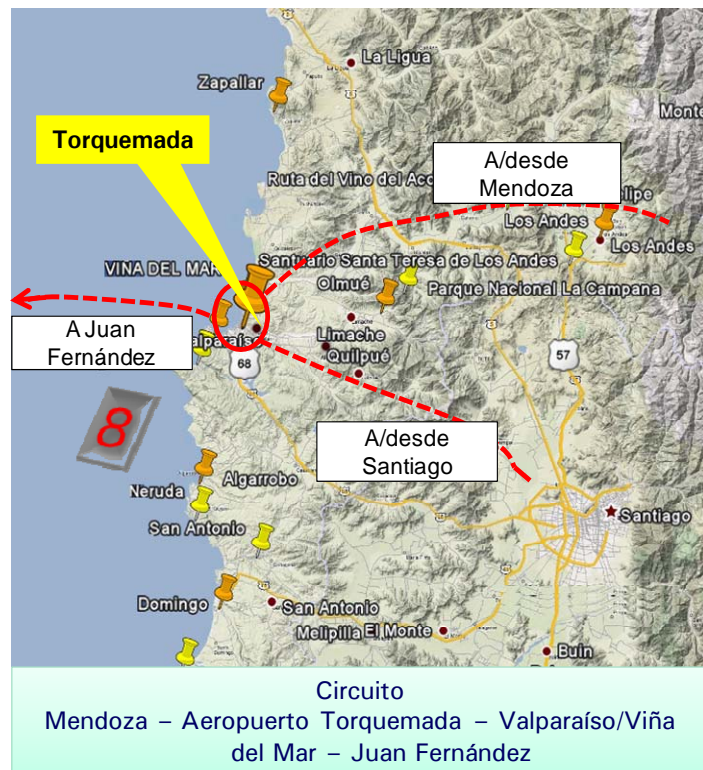 La Ligua
Zapallar
Monte
Torquemada
A/desde
Mendoza
Ruta del Vino del Aco
elipe
Los Andes
Los Andes
Santuario Santa Teresa de Los Andes
VINA DEL MAR
Olmué
Parque Nacional La Campana
A Juan
Fernández
alparaíso
Limache
Limache
Quilpué
68
57
8
A/desde
Santiago
Algarrobo
Neruda
San Antonio
Santiago
Domingo
San Antonio
Melipilla
El Monte
Buin
Circuito
Mendoza – Aeropuerto Torquemada – Valparaíso/Viña
del Mar – Juan Fernández